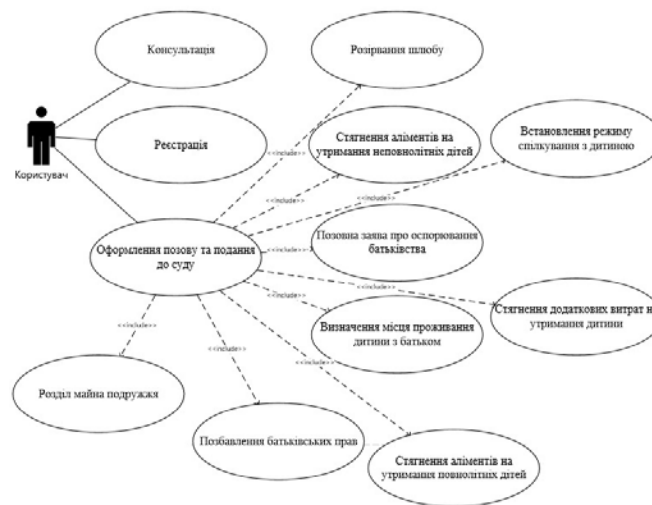 Консультація
Розірвання шлюбу
Реєстрація
Користувач
<<include>>
Стягнення аліментів на
утримання неповнолітніх дітей
Встановлення режиму
спілкування з дитиною
<<include>>
<<include>>
Оформлення позову та подання
до суду
<<include>>
Позовна заява про оспорювання
батьківства
<<include>>
<<include>>
Визначення місця проживання
дитини з батьком
Стягнення додаткових витрат на
утримання дитини
<<include>>
<<include>>
<<include>>
Розділ майна подружжя
Позбавлення батьківських прав
Стягнення аліментів на
утримання повнолітніх дітей